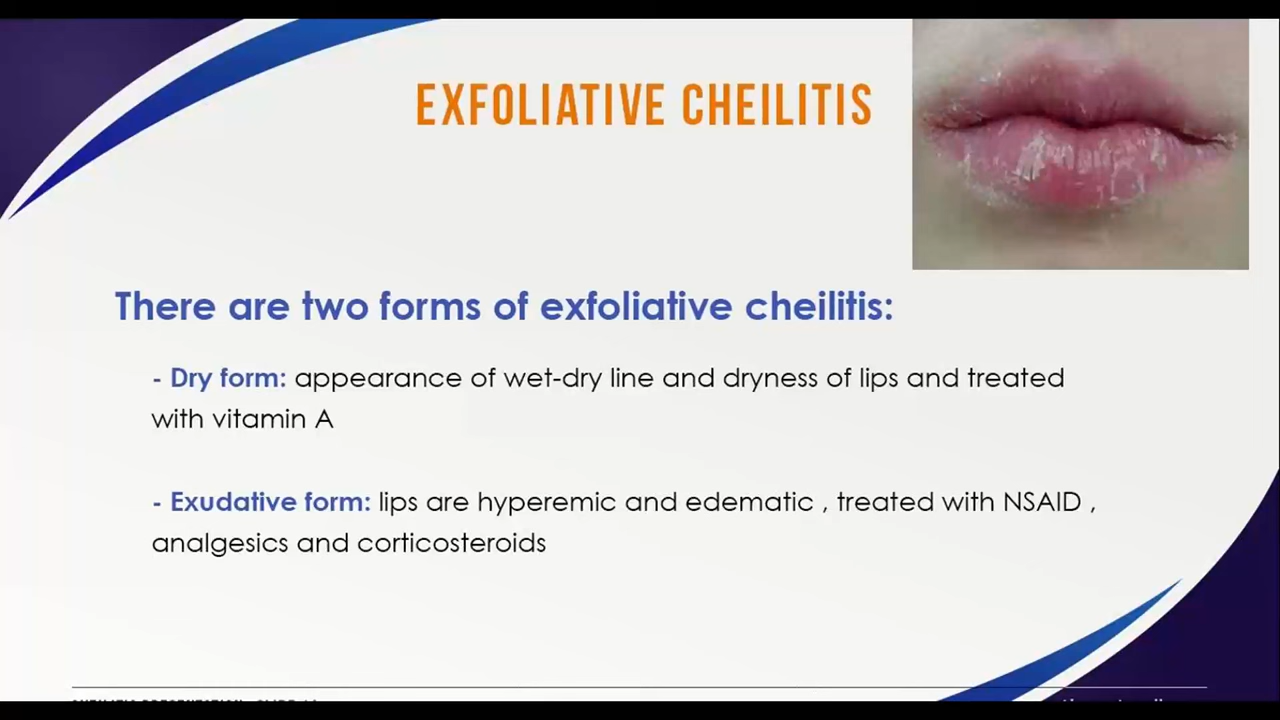 EXFOLIATIVE CHEILITIS
There are two forms of exfoliative cheilitis:
- Dry form: appearance of wet-dry line and dryness of lips and treated
with vitamin A
- Exudative form: lips are hyperemic and edematic , treated with NSAID ,
analgesics and corticosteroids